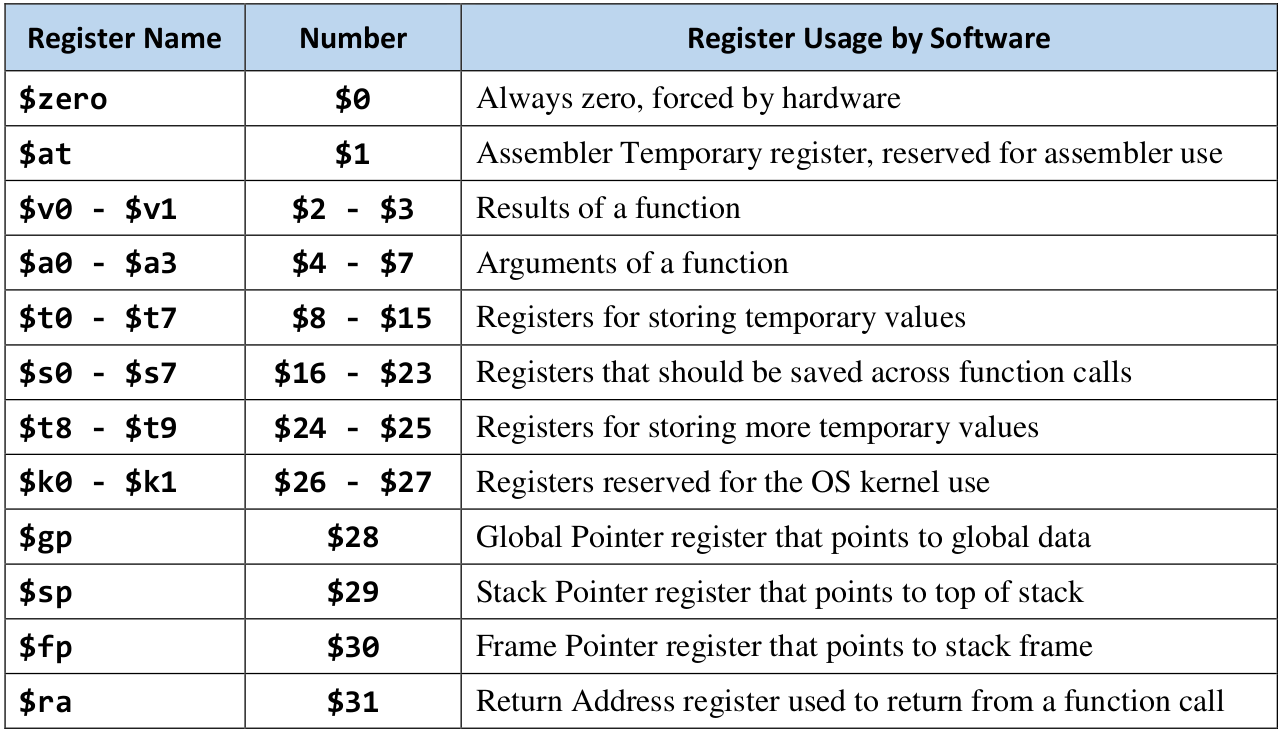 Register Name Number Register Usage by Software
$zero $0 Always zero, forced by hardware
$at $1 Assembler Temporary register, reserved for assembler use
$v0 - $v1 $2 - $3 Results of a function
$a0 - $a3 $4 - $7 Arguments of a function
$t0 - $t7 $8 - $15 Registers for storing temporary values
$s0 - $s7 $16 - $23 Registers that should be saved across function calls
$t8 - $t9 $24 - $25 Registers for storing more temporary values
$k0 - $k1 $26 - $27 Registers reserved for the OS kernel use
$gp $28 Global Pointer register that points to global data
$sp $29 Stack Pointer register that points to top of stack
$fp $30 Frame Pointer register that points to stack frame
$ra $31 Return Address register used to return from a function call